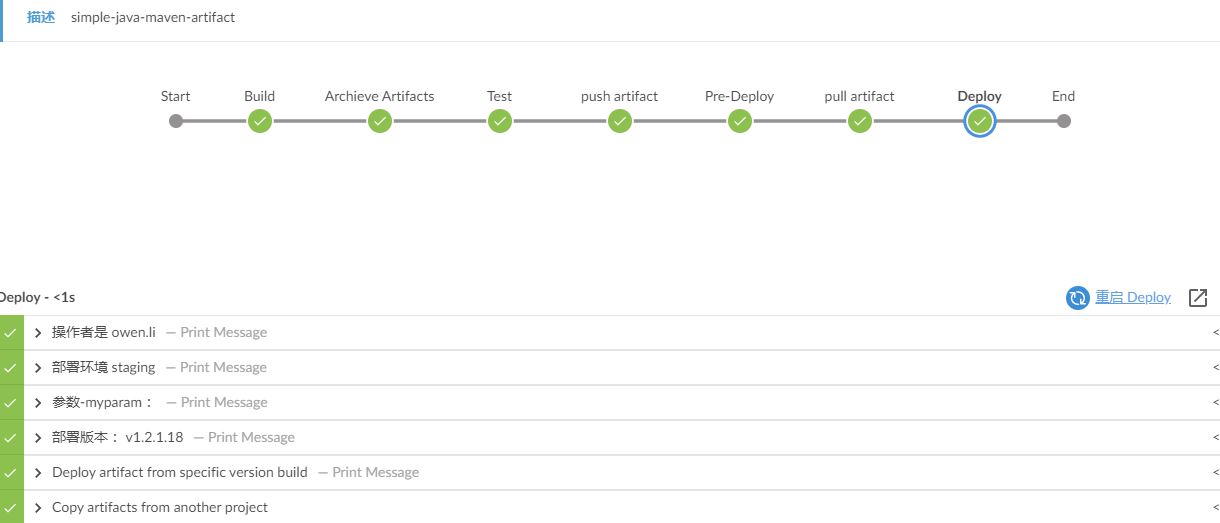 描述 simple-java-maven-artifact
Start Build Archieve Artifacts Test push artifact Pre-Deploy pull artifact Deploy End
Deploy - <1s 重启 Deploy
操作者是 owen.li — Print Message <
部署环境 staging — Print Message <
参数-myparam： — Print Message <
部署版本： v1.2.1.18 — Print Message <
Deploy artifact from specific version build — Print Message <
Copy artifacts from another project <